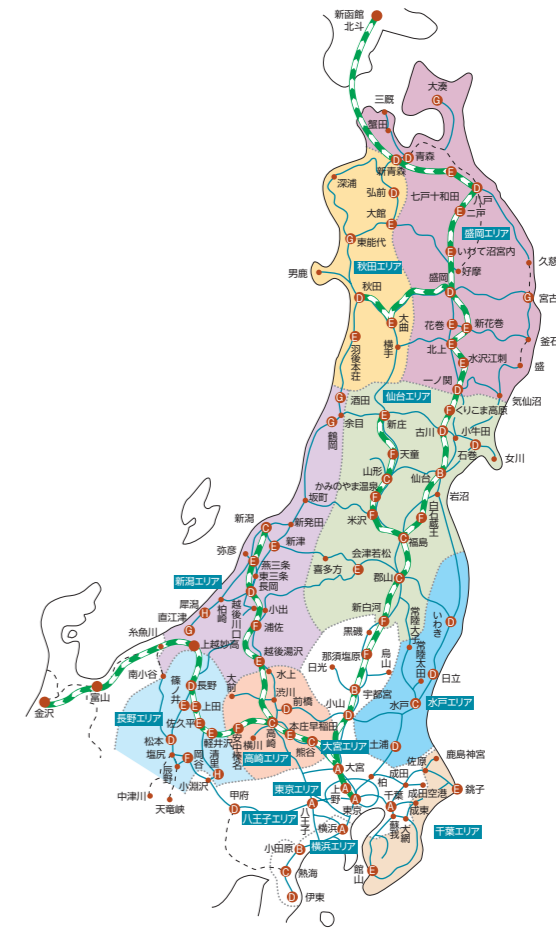 新函館
北斗
大湊
G
三厩
蟹田
D
D
青森
新青森
E
深浦
弘前
D
七戸十和田
D
八戸
E
二戸
大館
E
盛岡エリア
G
東能代
E
いわて沼宮内
久慈
秋田エリア
男鹿
盛岡
好摩
秋田
D
D
G
宮古
E
大曲
花巻
E
E
新花巻
E
羽後本荘
横手
北上
E
釜石
E
水沢江刺
盛
一ノ関
D
G
酒田
仙台エリア
気仙沼
F
くりこま高原
G
鶴岡
余目
E
新庄
古川
D
小牛田
D
石巻
女川
F
天童
山形
C
仙台
B
かみのやま温泉
F
岩沼
坂町
米沢
F
F
白石蔵王
新潟
C
新発田
C
福島
E
新津
弥彦
E
燕三条
会津若松
東三条
喜多方
E
新潟エリア
D
長岡
郡山
C
犀潟
H
柏崎
越後川口
小出
直江津
G
F
浦佐
新白河
F
常陸大子
いわき
D
糸魚川
上越妙高
黒磯
越後湯沢
E
那須塩原
F
烏山
常陸太田
南小谷
篠ノ井
大前
水上
日光
D
日立
富山
D
長野
渋川
B
宇都宮
金沢
E
E
上田
D
前橋
小山
D
水戸
C
水戸エリア
長野エリア
佐久平
E
F
C
高崎
本庄早稲田
E
松本
D
E
軽井沢
安中榛名
横川
C
熊谷
大宮エリア
土浦
D
塩尻
F
岡谷
清里
高崎エリア
鹿島神宮
辰野
H
A
大宮
佐原
小淵沢
柏
成田
東京エリア
上野
A
中津川
甲府
D
A
A
東京
千葉
A
成田空港
E
銚子
天竜峡
八王子エリア
八王子
成東
横浜
A
蘇我
大網
千葉エリア
小田原
B
横浜エリア
C
熱海
館山
E
D
伊東